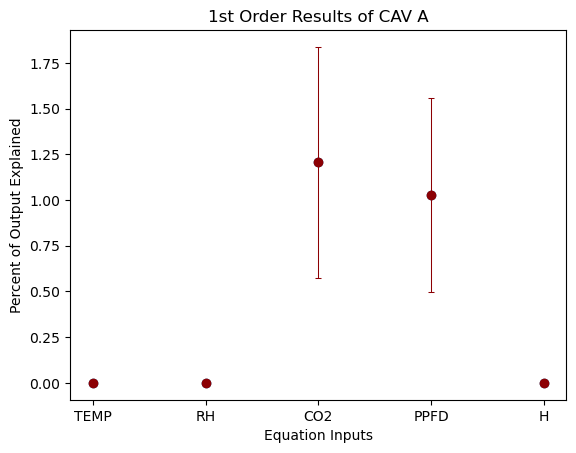 1st Order Results of CAV A
Percent of Output Explained
1.75
1.50
1.25
1.00
0.75
0.50
0.25
0.00
TEMP RH CO2 PPFD H
Equation Inputs